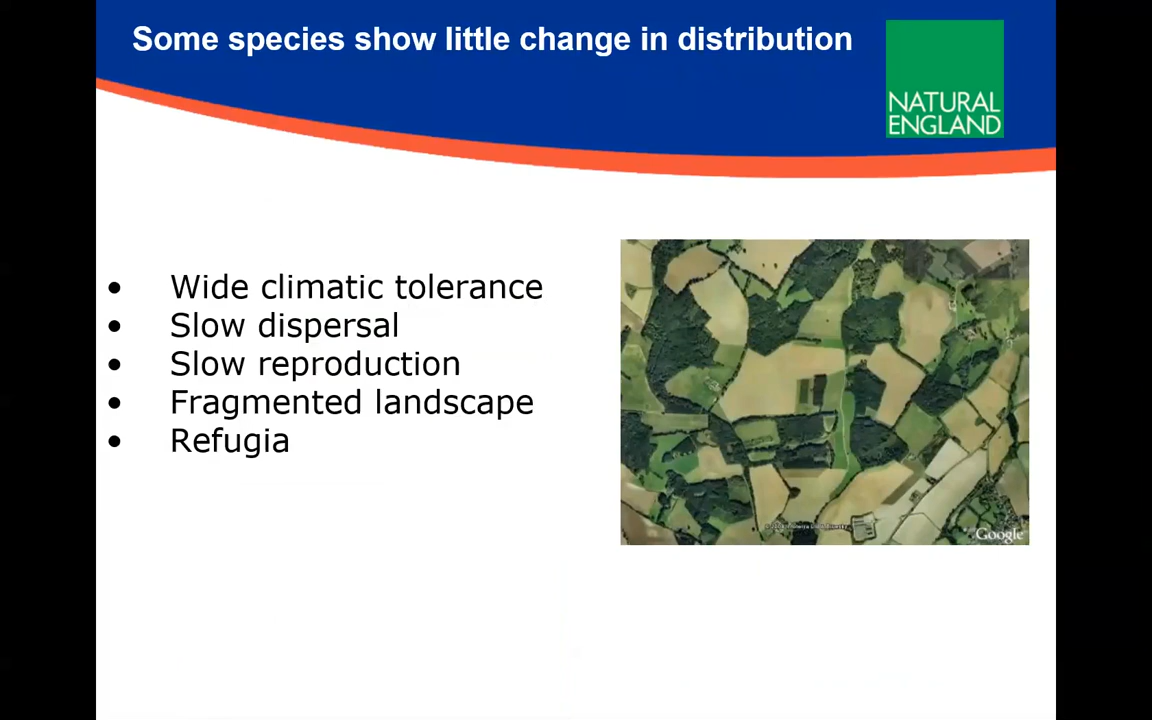 Some species show little change in distribution
NATURAL
ENGLAND
• Wide climatic tolerance
• Slow dispersal
• Slow reproduction
• Fragmented landscape
• Refugia
Google